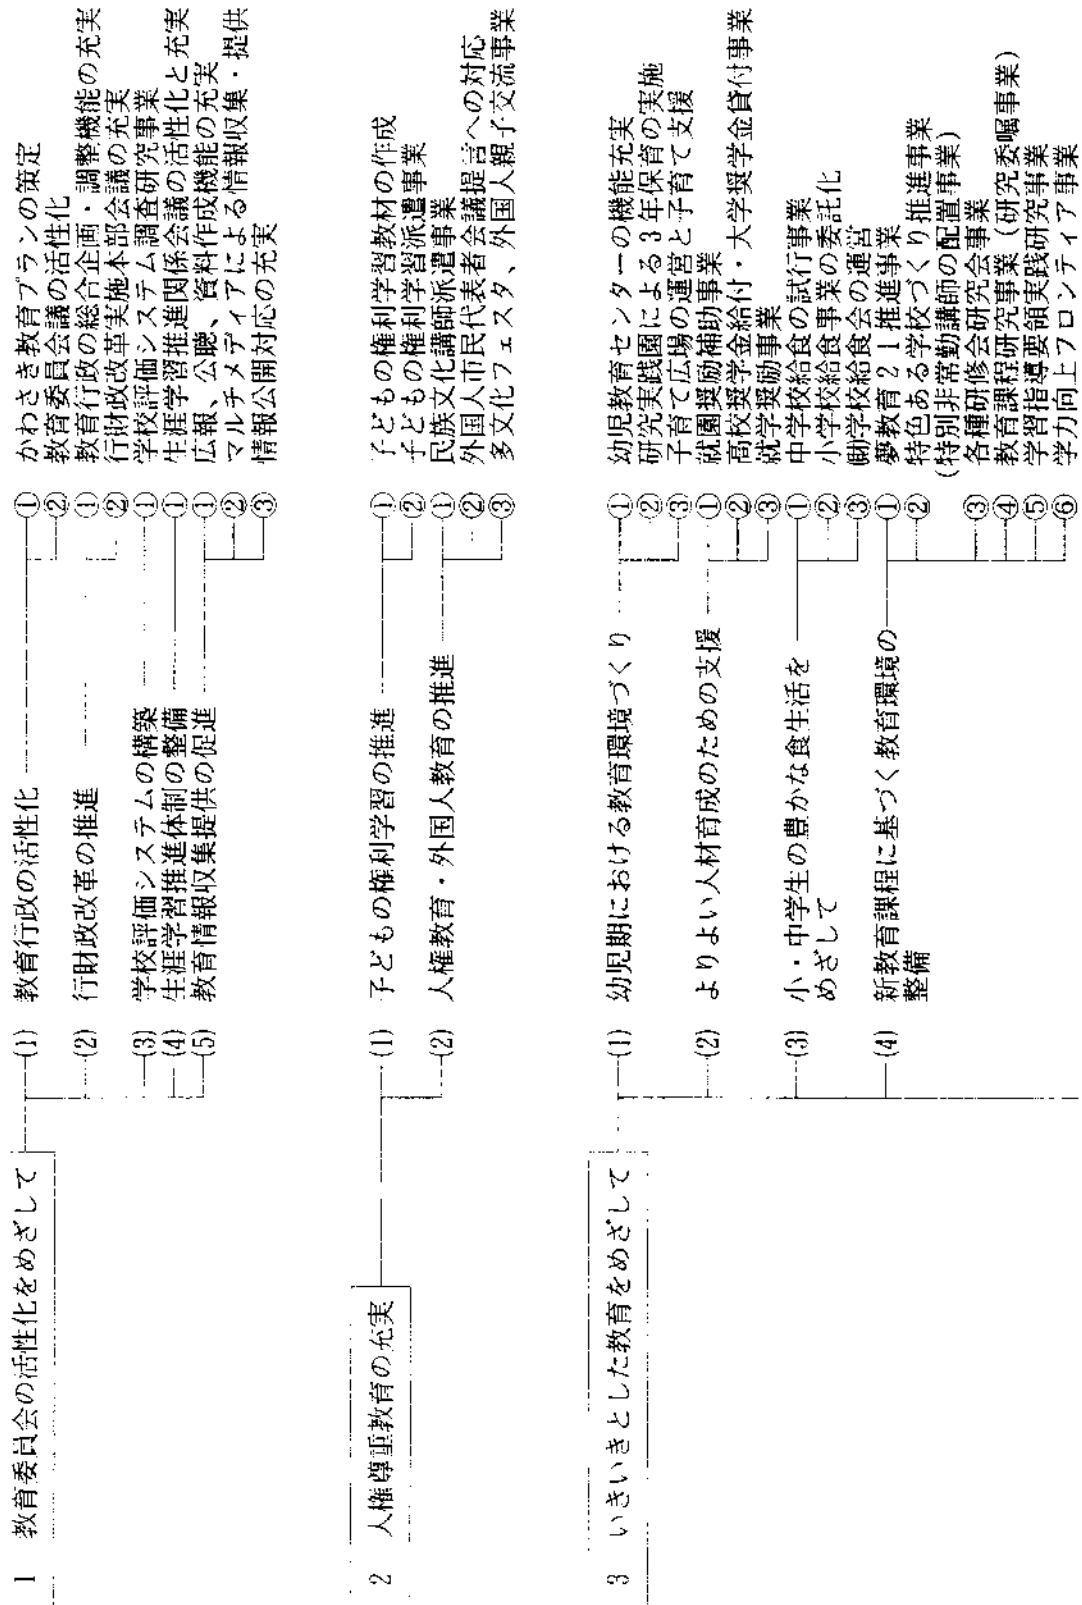 1 教育委員会の活性化をめざして
(1) 教育行政の活性化
① かわさき教育プランの策定
② 教育委員会議の活性化
(2) 行財政改革の推進
① 教育行政の総合企画・調整機能の充実
② 行財政改革実施本部会議の充実
(3) 学校評価システムの構築
① 学校評価システム調査研究事業
(4) 生涯学習推進体制の整備
① 生涯学習推進関係会議の活性化と充実
(5) 教育情報収集提供の促進
① 広報、公聴、資料作成機能の充実
② マルチメディアによる情報収集・提供
③ 情報公開対応の充実
2 人権尊重教育の充実
(1) 子どもの権利学習の推進
① 子どもの権利学習教材の作成
② 子どもの権利学習派遣事業
(2) 人権教育・外国人教育の推進
① 民族文化講師派遣事業
② 外国人市民代表者会議提言への対応
③ 多文化フェスタ、外国人親子交流事業
3 いきいきとした教育をめざして
(1) 幼児期における教育環境づくり
① 幼児教育センターの機能充実
② 研究実践園による3年保育の実施
③ 子育て広場の運営と子育て支援
(2) よりよい人材育成のための支援
① 就園奨励補助事業
② 高校奨学金給付・大学奨学金貸付事業
③ 就学奨励事業
(3) 小・中学生の豊かな食生活を
めざして
① 中学校給食の試行事業
② 小学校給食事業の委託化
③ ㈶学校給食会の運営
(4) 新教育課程に基づく教育環境の
整備
① 夢教育21推進事業
② 特色ある学校づくり推進事業
(特別非常勤講師の配置事業)
③ 各種研修会研究会事業
④ 教育課程研究事業(研究委嘱事業)
⑤ 学習指導要領実践研究事業
⑥ 学力向上フロンティア事業